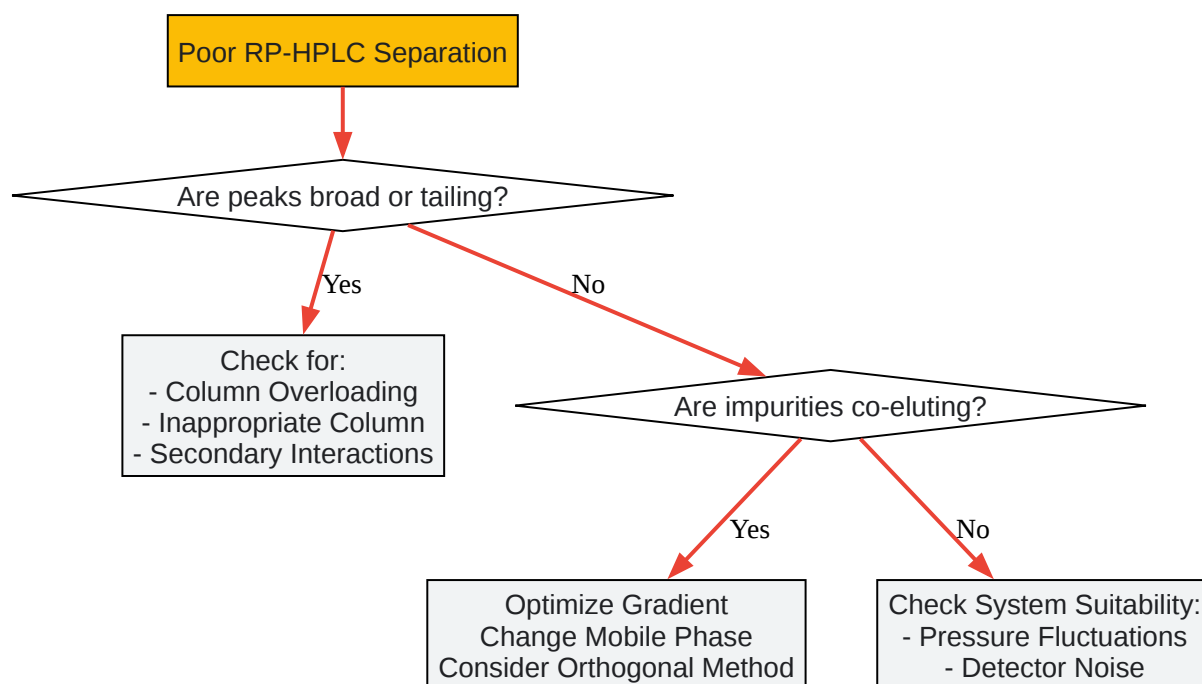 Poor RP-HPLC Separation
Are peaks broad or tailing?
Yes
No
Check for:
- Column Overloading
- Inappropriate Column
- Secondary Interactions
Are impurities co-eluting?
Yes
No
Optimize Gradient
Change Mobile Phase
Consider Orthogonal Method
Check System Suitability:
- Pressure Fluctuations
- Detector Noise